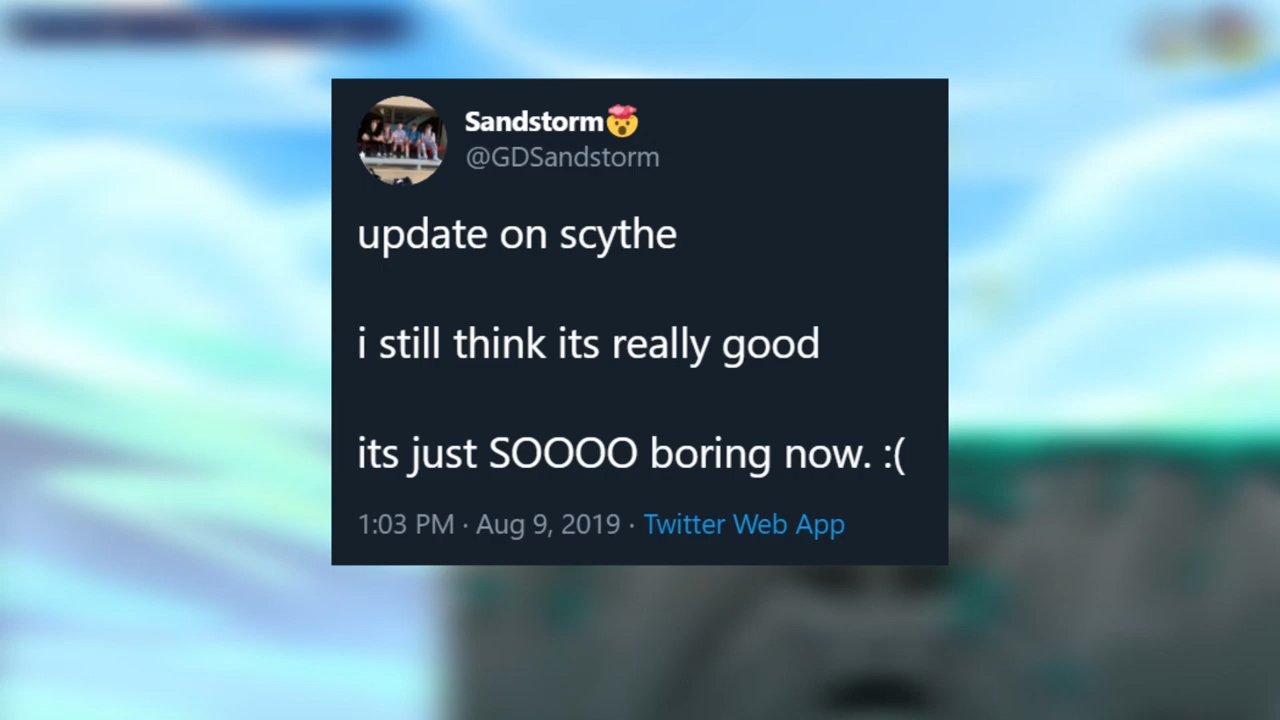 Sandstorm🤯
@GDSandstorm
update on scythe
i still think its really good
its just SOOOO boring now. :(
1:03 PM · Aug 9, 2019 · Twitter Web App